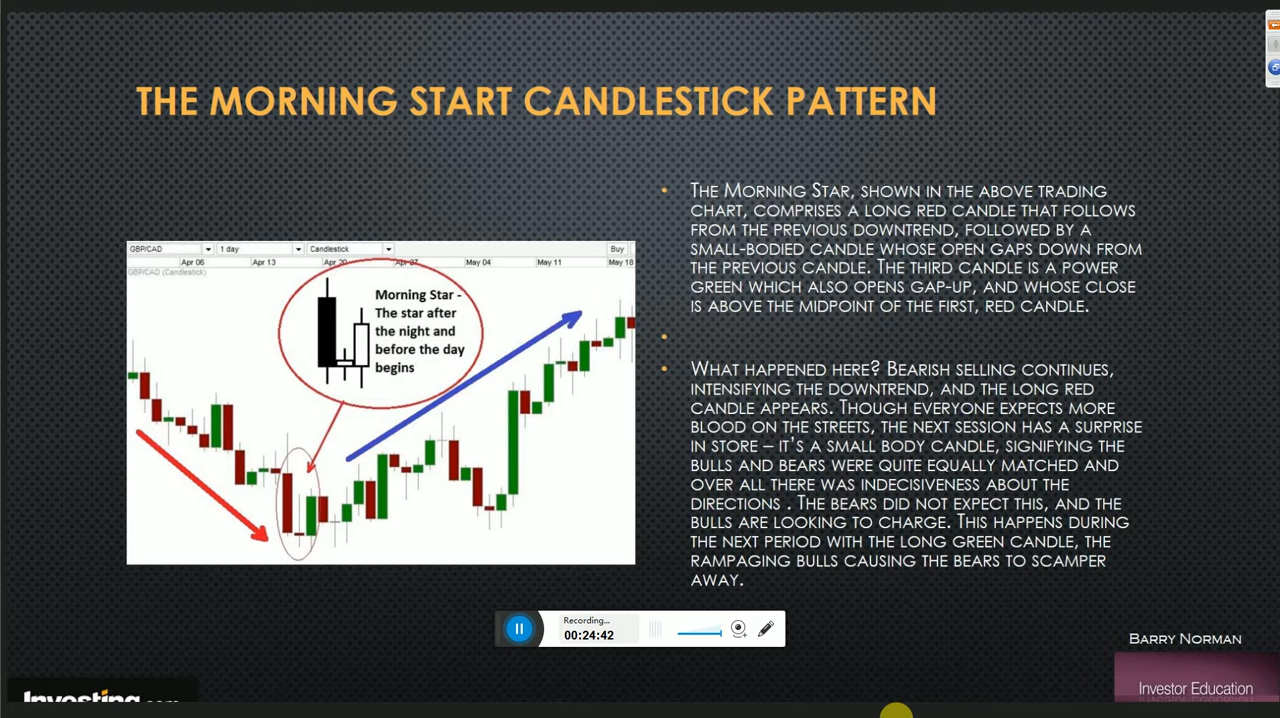 THE MORNING START CANDLESTICK PATTERN
GBP/CAD 1 day Candlestick Buy
Apr 06 Apr 13 Apr 20 Apr 27 May 04 May 11 May 18
GBP/CAD (Candlestick)
Morning Star -
The star after
the night and
before the day
begins
• THE MORNING STAR, SHOWN IN THE ABOVE TRADING
CHART, COMPRISES A LONG RED CANDLE THAT FOLLOWS
FROM THE PREVIOUS DOWNTREND, FOLLOWED BY A
SMALL-BODIED CANDLE WHOSE OPEN GAPS DOWN FROM
THE PREVIOUS CANDLE. THE THIRD CANDLE IS A POWER
GREEN WHICH ALSO OPENS GAP-UP, AND WHOSE CLOSE
IS ABOVE THE MIDPOINT OF THE FIRST, RED CANDLE.
•
• WHAT HAPPENED HERE? BEARISH SELLING CONTINUES,
INTENSIFYING THE DOWNTREND, AND THE LONG RED
CANDLE APPEARS. THOUGH EVERYONE EXPECTS MORE
BLOOD ON THE STREETS, THE NEXT SESSION HAS A SURPRISE
IN STORE – IT'S A SMALL BODY CANDLE, SIGNIFYING THE
BULLS AND BEARS WERE QUITE EQUALLY MATCHED AND
OVER ALL THERE WAS INDECISIVENESS ABOUT THE
DIRECTIONS . THE BEARS DID NOT EXPECT THIS, AND THE
BULLS ARE LOOKING TO CHARGE. THIS HAPPENS DURING
THE NEXT PERIOD WITH THE LONG GREEN CANDLE, THE
RAMPAGING BULLS CAUSING THE BEARS TO SCAMPER
AWAY.
Recording...
00:24:42
BARRY NORMAN
Investing.com
Investor Education